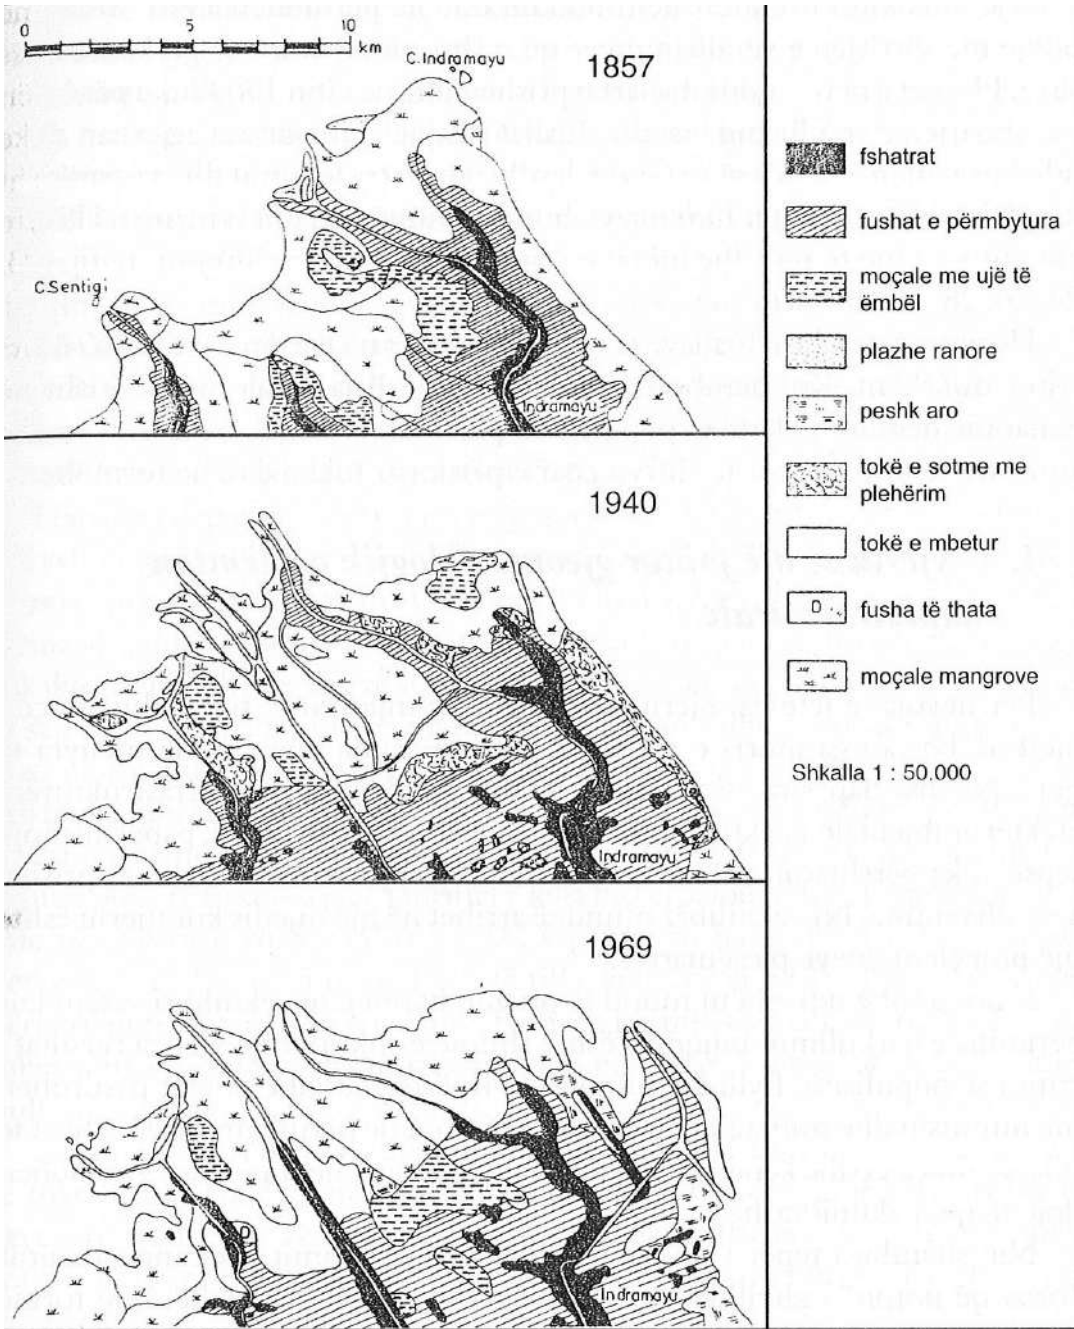 0 5 10
km
C.Indramayu
1857
C.Sentigi
Indramayu
1940
Indramayu
1969
Indramayu
fshatrat
fushat e përmbytura
moçale me ujë të
ëmbël
plazhe ranore
peshk aro
tokë e sotme me
plehërim
tokë e mbetur
fusha të thata
moçale mangrove
Shkalla 1 : 50.000